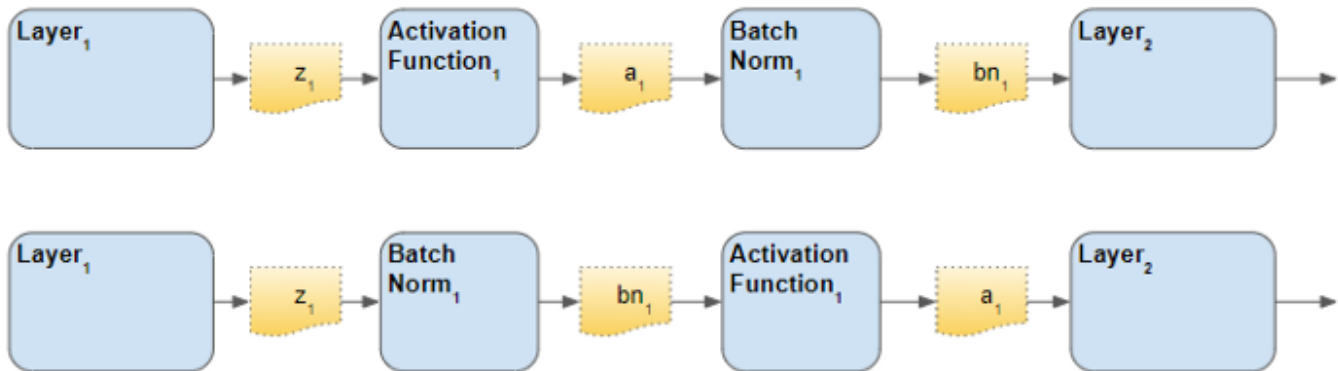 Layer₁
z₁
Activation
Function₁
a₁
Batch
Norm₁
bn₁
Layer₂
Layer₁
z₁
Batch
Norm₁
bn₁
Activation
Function₁
a₁
Layer₂